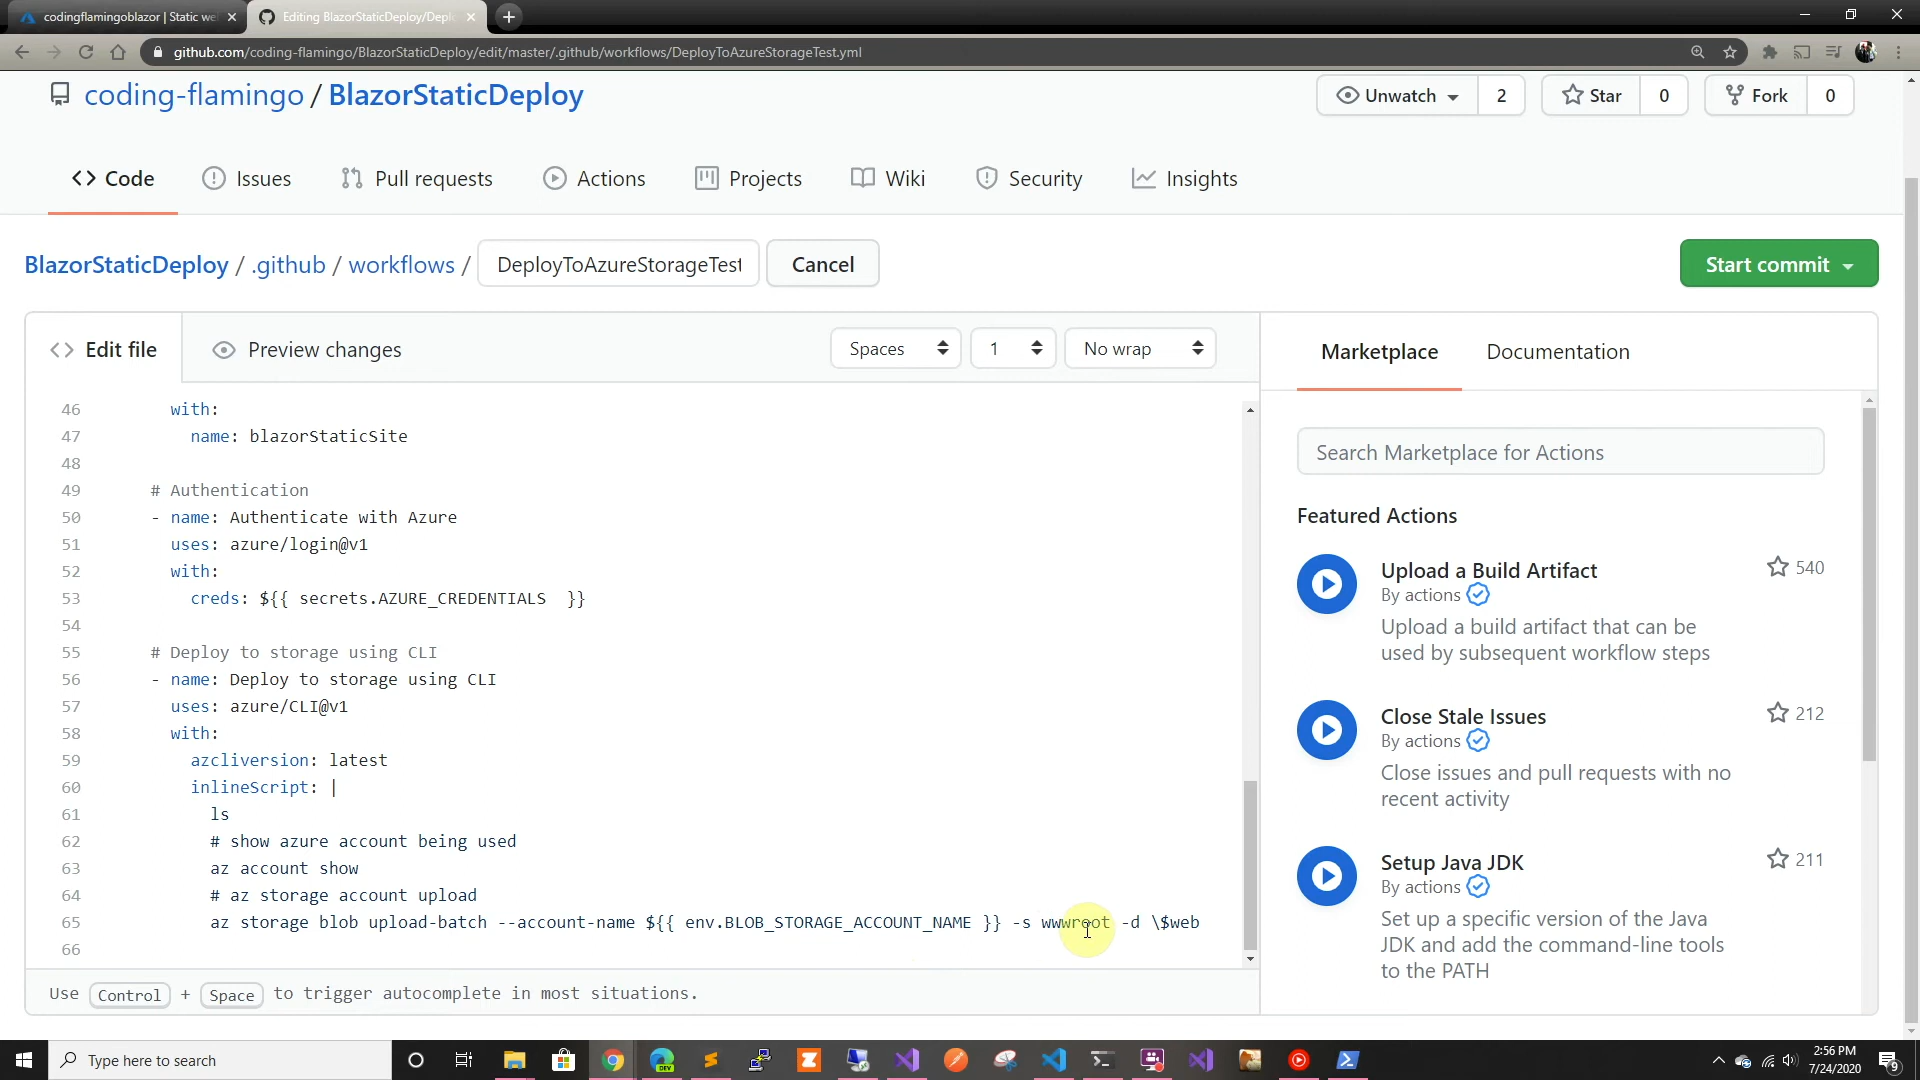 codingflamingoblazor | Static we
Editing BlazorStaticDeploy/Depl
github.com/coding-flamingo/BlazorStaticDeploy/edit/master/.github/workflows/DeployToAzureStorageTest.yml
coding-flamingo / BlazorStaticDeploy
Unwatch 2 Star 0 Fork 0
Code Issues Pull requests Actions Projects Wiki Security Insights
BlazorStaticDeploy / .github / workflows / DeployToAzureStorageTest Cancel Start commit
Edit file Preview changes Spaces 1 No wrap Marketplace Documentation
46 with:
47 name: blazorStaticSite
48
49 # Authentication
50 - name: Authenticate with Azure
51 uses: azure/login@v1
52 with:
53 creds: ${{ secrets.AZURE_CREDENTIALS  }}
54
55 # Deploy to storage using CLI
56 - name: Deploy to storage using CLI
57 uses: azure/CLI@v1
58 with:
59 azcliversion: latest
60 inlineScript: |
61 ls
62 # show azure account being used
63 az account show
64 # az storage account upload
65 az storage blob upload-batch --account-name ${{ env.BLOB_STORAGE_ACCOUNT_NAME }} -s wwwroot -d \$web
66
Use Control + Space to trigger autocomplete in most situations.
Search Marketplace for Actions
Featured Actions
Upload a Build Artifact 540
By actions
Upload a build artifact that can be
used by subsequent workflow steps
Close Stale Issues 212
By actions
Close issues and pull requests with no
recent activity
Setup Java JDK 211
By actions
Set up a specific version of the Java
JDK and add the command-line tools
to the PATH
Type here to search
DEV
2:56 PM
7/24/2020
9